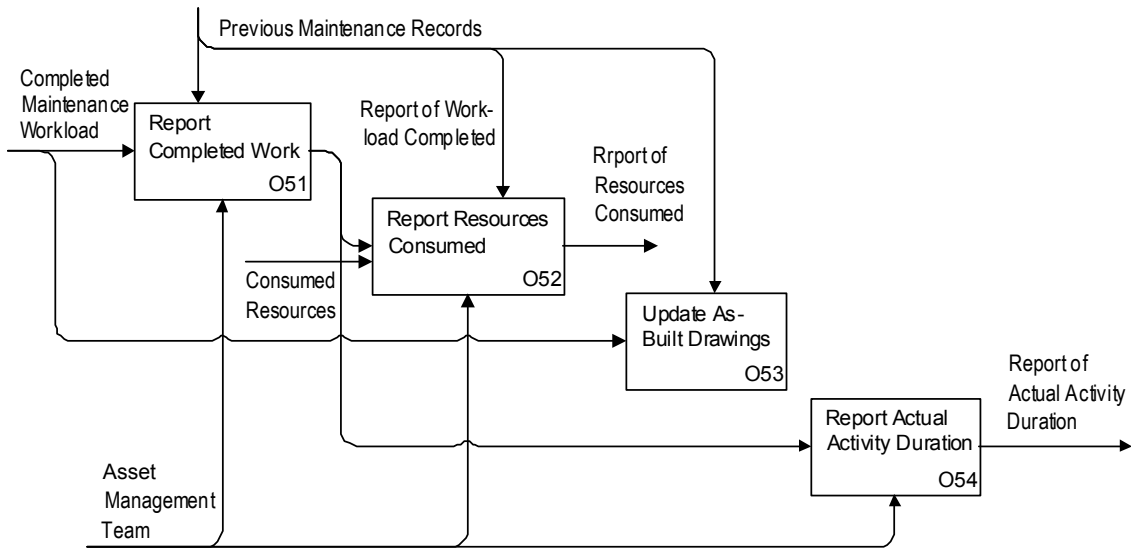 Previous Maintenance Records
Completed
Maintenance
Workload
Report
Completed Work
O51
Report of Work-
load Completed
Rrport of
Resources
Consumed
Report Resources
Consumed
O52
Consumed
Resources
Update As-
Built Drawings
O53
Report of
Actual Activity
Duration
Report Actual
Activity Duration
O54
Asset
Management
Team